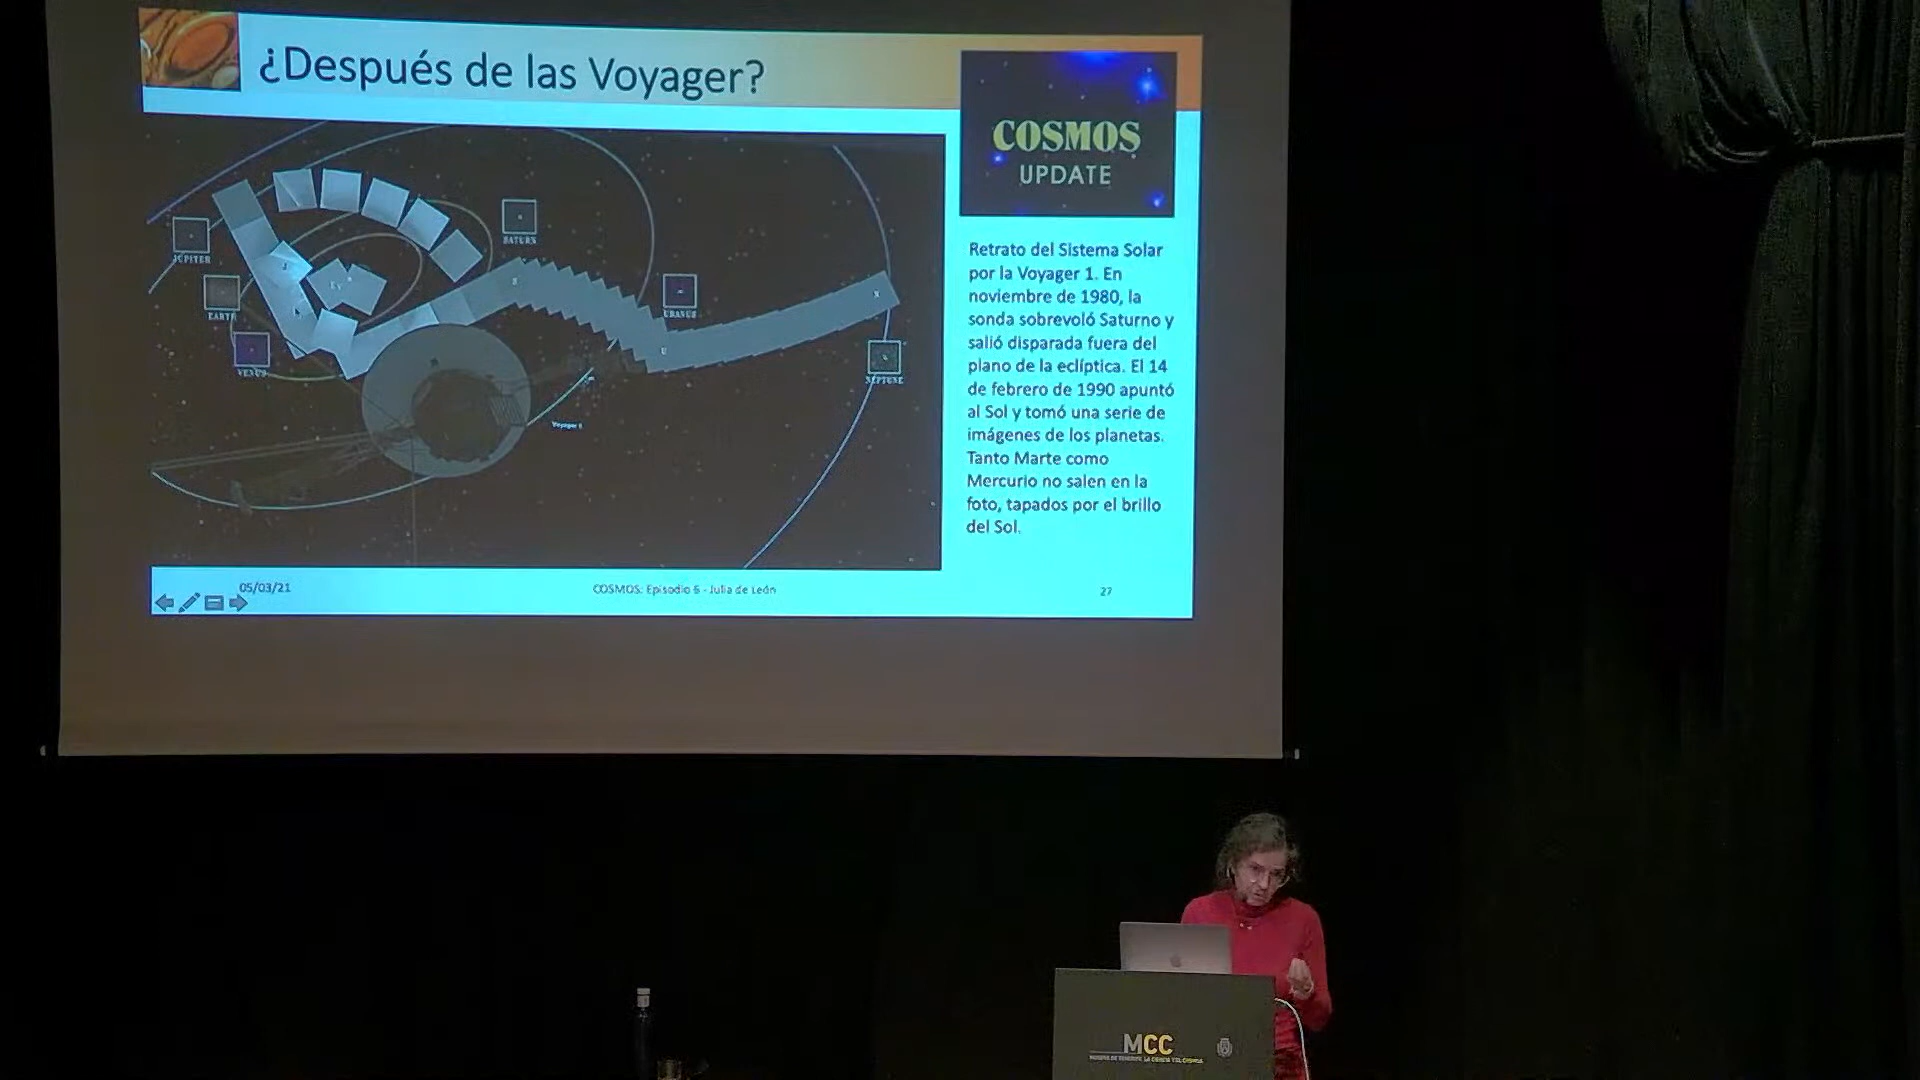 ¿Después de las Voyager?
COSMOS
UPDATE
JUPITER
EARTH
VENUS
SATURN
URANUS
NEPTUNE
Retrato del Sistema Solar
por la Voyager 1. En
noviembre de 1980, la
sonda sobrevoló Saturno y
salió disparada fuera del
plano de la eclíptica. El 14
de febrero de 1990 apuntó
al Sol y tomó una serie de
imágenes de los planetas.
Tanto Marte como
Mercurio no salen en la
foto, tapados por el brillo
del Sol.
05/03/21
COSMOS: Episodio 6 - Julia de León
27
MCC